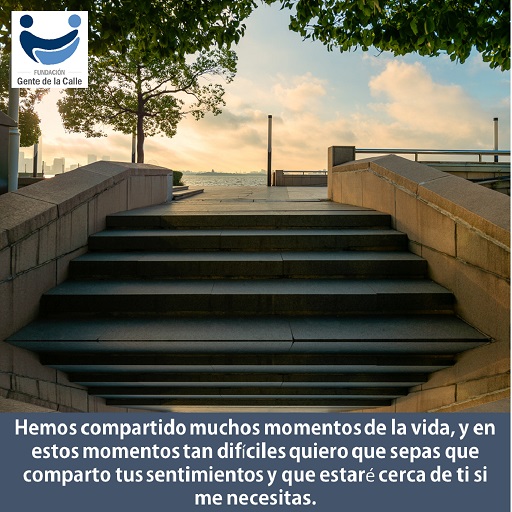 FUNDACIÓN
Gente de la Calle
Hemos compartido muchos momentos de la vida, y en
estos momentos tan difíciles quiero que sepas que
comparto tus sentimientos y que estaré cerca de ti si
me necesitas.